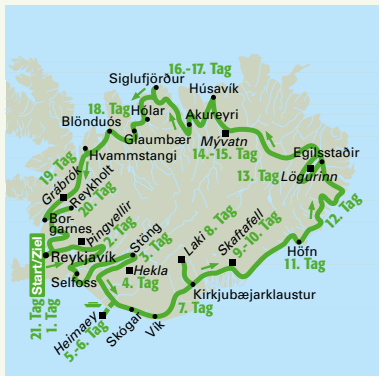 Siglufjörður
16.-17. Tag
Húsavík
Hólar
18. Tag
Akureyri
Blönduós
Glaumbær
Mývatn
14.-15. Tag
Hvammstangi
Egilsstaðir
13. Tag
Lögurinn
19. Tag
Grábrók
Reykholt
20. Tag
12. Tag
Bor-
garnes
Þingvellir
2. Tag
Stöng
3. Tag
Laki 8. Tag
Skaftafell
9.-10. Tag
Höfn
11. Tag
Start/Ziel
Reykjavík
21. Tag
1. Tag
Selfoss
Hekla
4. Tag
Kirkjubæjarklaustur
7. Tag
Heimaey
5.-6. Tag
Skógar
Vík